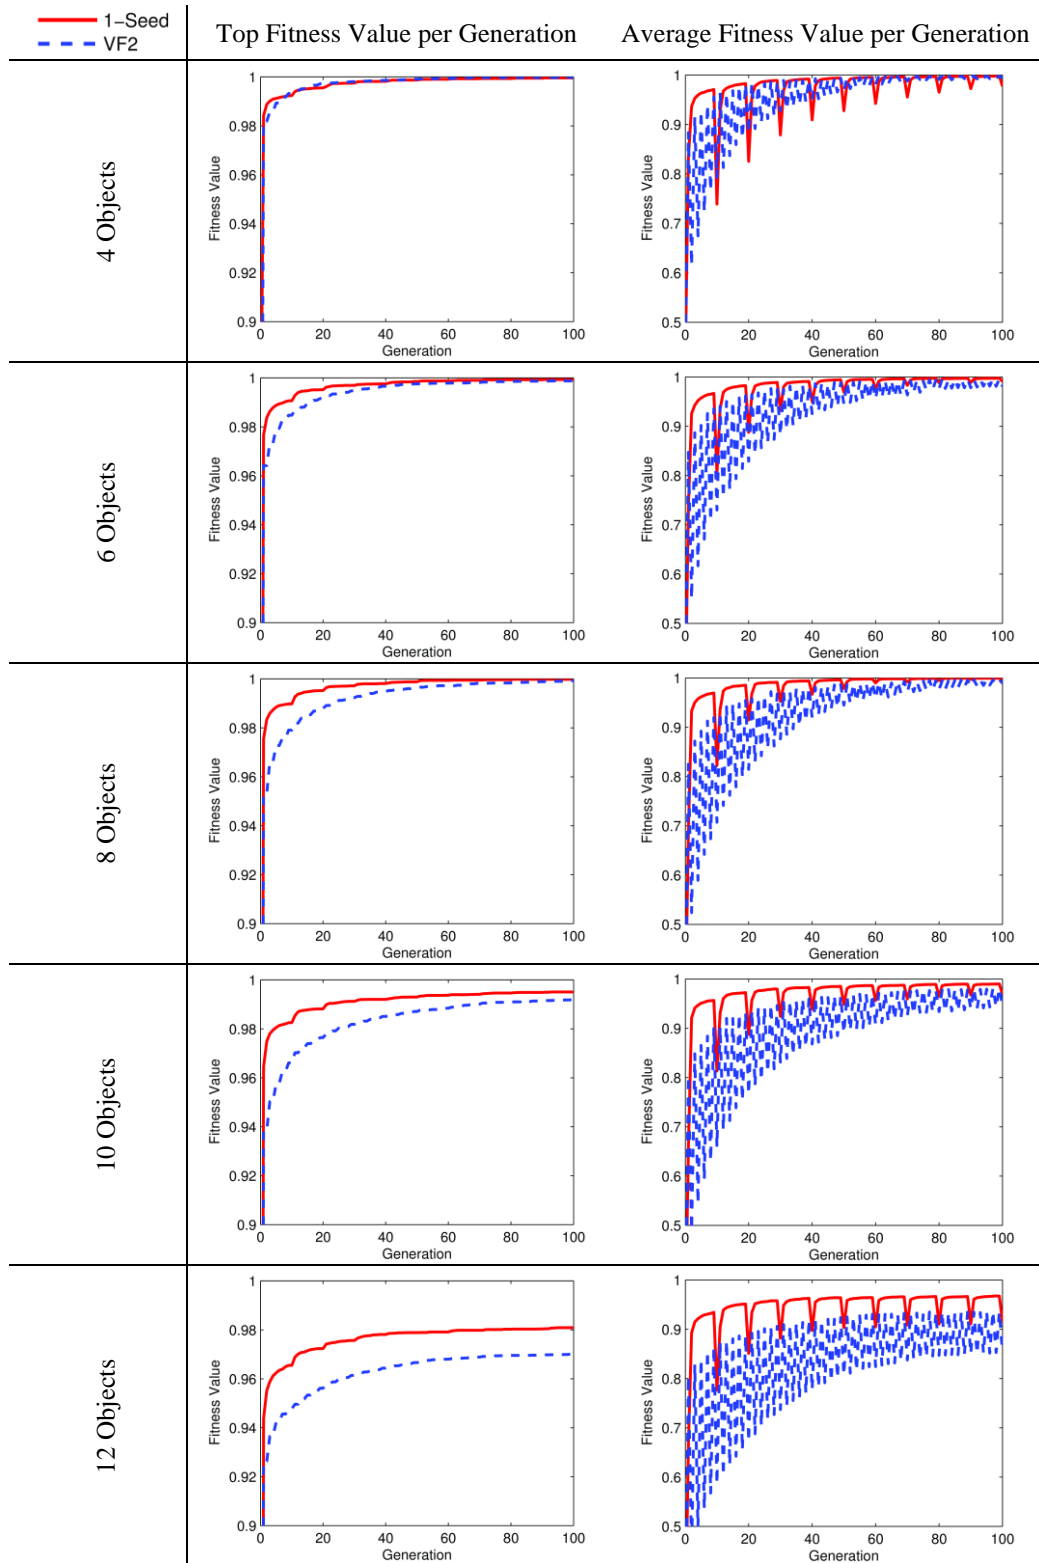 1-Seed
VF2
Top Fitness Value per Generation
Average Fitness Value per Generation
4 Objects
1
0.98
0.96
0.94
0.92
0.9
Fitness Value
0 20 40 60 80 100
Generation
1
0.9
0.8
0.7
0.6
0.5
Fitness Value
0 20 40 60 80 100
Generation
6 Objects
1
0.98
0.96
0.94
0.92
0.9
Fitness Value
0 20 40 60 80 100
Generation
1
0.9
0.8
0.7
0.6
0.5
Fitness Value
0 20 40 60 80 100
Generation
8 Objects
1
0.98
0.96
0.94
0.92
0.9
Fitness Value
0 20 40 60 80 100
Generation
1
0.9
0.8
0.7
0.6
0.5
Fitness Value
0 20 40 60 80 100
Generation
10 Objects
1
0.98
0.96
0.94
0.92
0.9
Fitness Value
0 20 40 60 80 100
Generation
1
0.9
0.8
0.7
0.6
0.5
Fitness Value
0 20 40 60 80 100
Generation
12 Objects
1
0.98
0.96
0.94
0.92
0.9
Fitness Value
0 20 40 60 80 100
Generation
1
0.9
0.8
0.7
0.6
0.5
Fitness Value
0 20 40 60 80 100
Generation